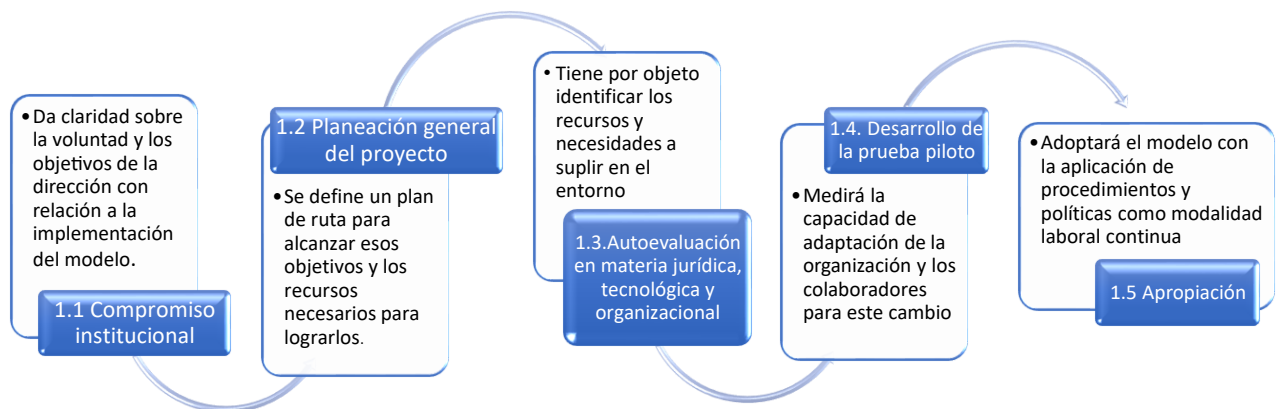 •Da claridad sobre
la voluntad y los
objetivos de la
dirección con
relación a la
implementación
del modelo.
1.1 Compromiso
institucional
1.2 Planeación general
del proyecto
•Se define un plan
de ruta para
alcanzar esos
objetivos y los
recursos
necesarios para
lograrlos.
• Tiene por objeto
identificar los
recursos y
necesidades a
suplir en el
entorno
1.3.Autoevaluación
en materia jurídica,
tecnológica y
organizacional
1.4. Desarrollo de
la prueba piloto
•Medirá la
capacidad de
adaptación de la
organización y los
colaboradores
para este cambio
•Adoptará el modelo con
la aplicación de
procedimientos y
políticas como modalidad
laboral continua
1.5 Apropiación